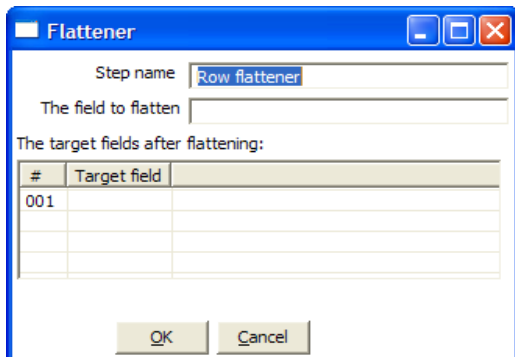 Flattener
Step name Row flattener
The field to flatten
The target fields after flattening:
# Target field
001
OK Cancel